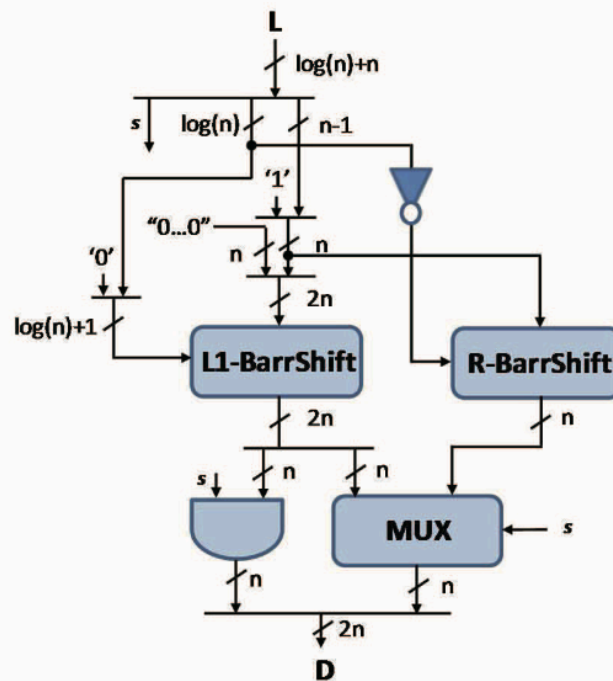 L
log(n)+n
s
log(n)
n-1
‘1’
“0...0”
n
n
‘0’
2n
log(n)+1
L1-BarrShift
R-BarrShift
2n
n
s
n
n
MUX
s
n
n
2n
D